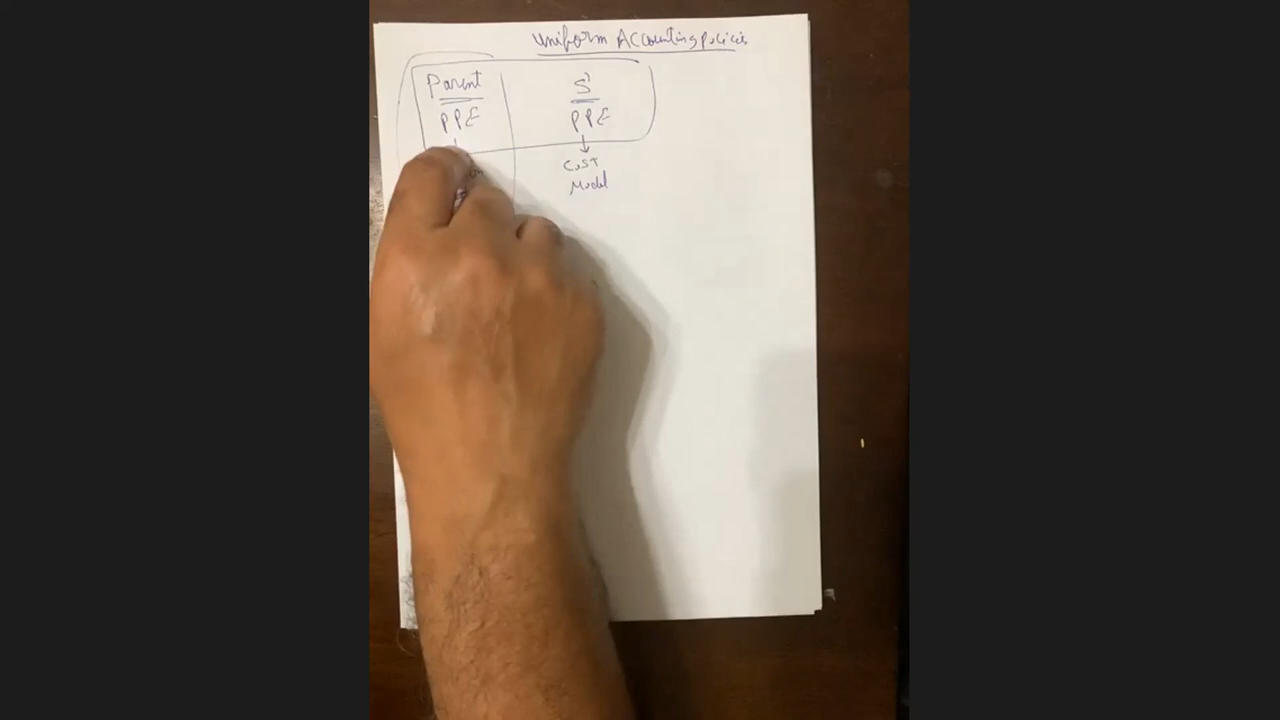 Uniform Accounting policies
Parent S
PPE PPE
Cost
Model